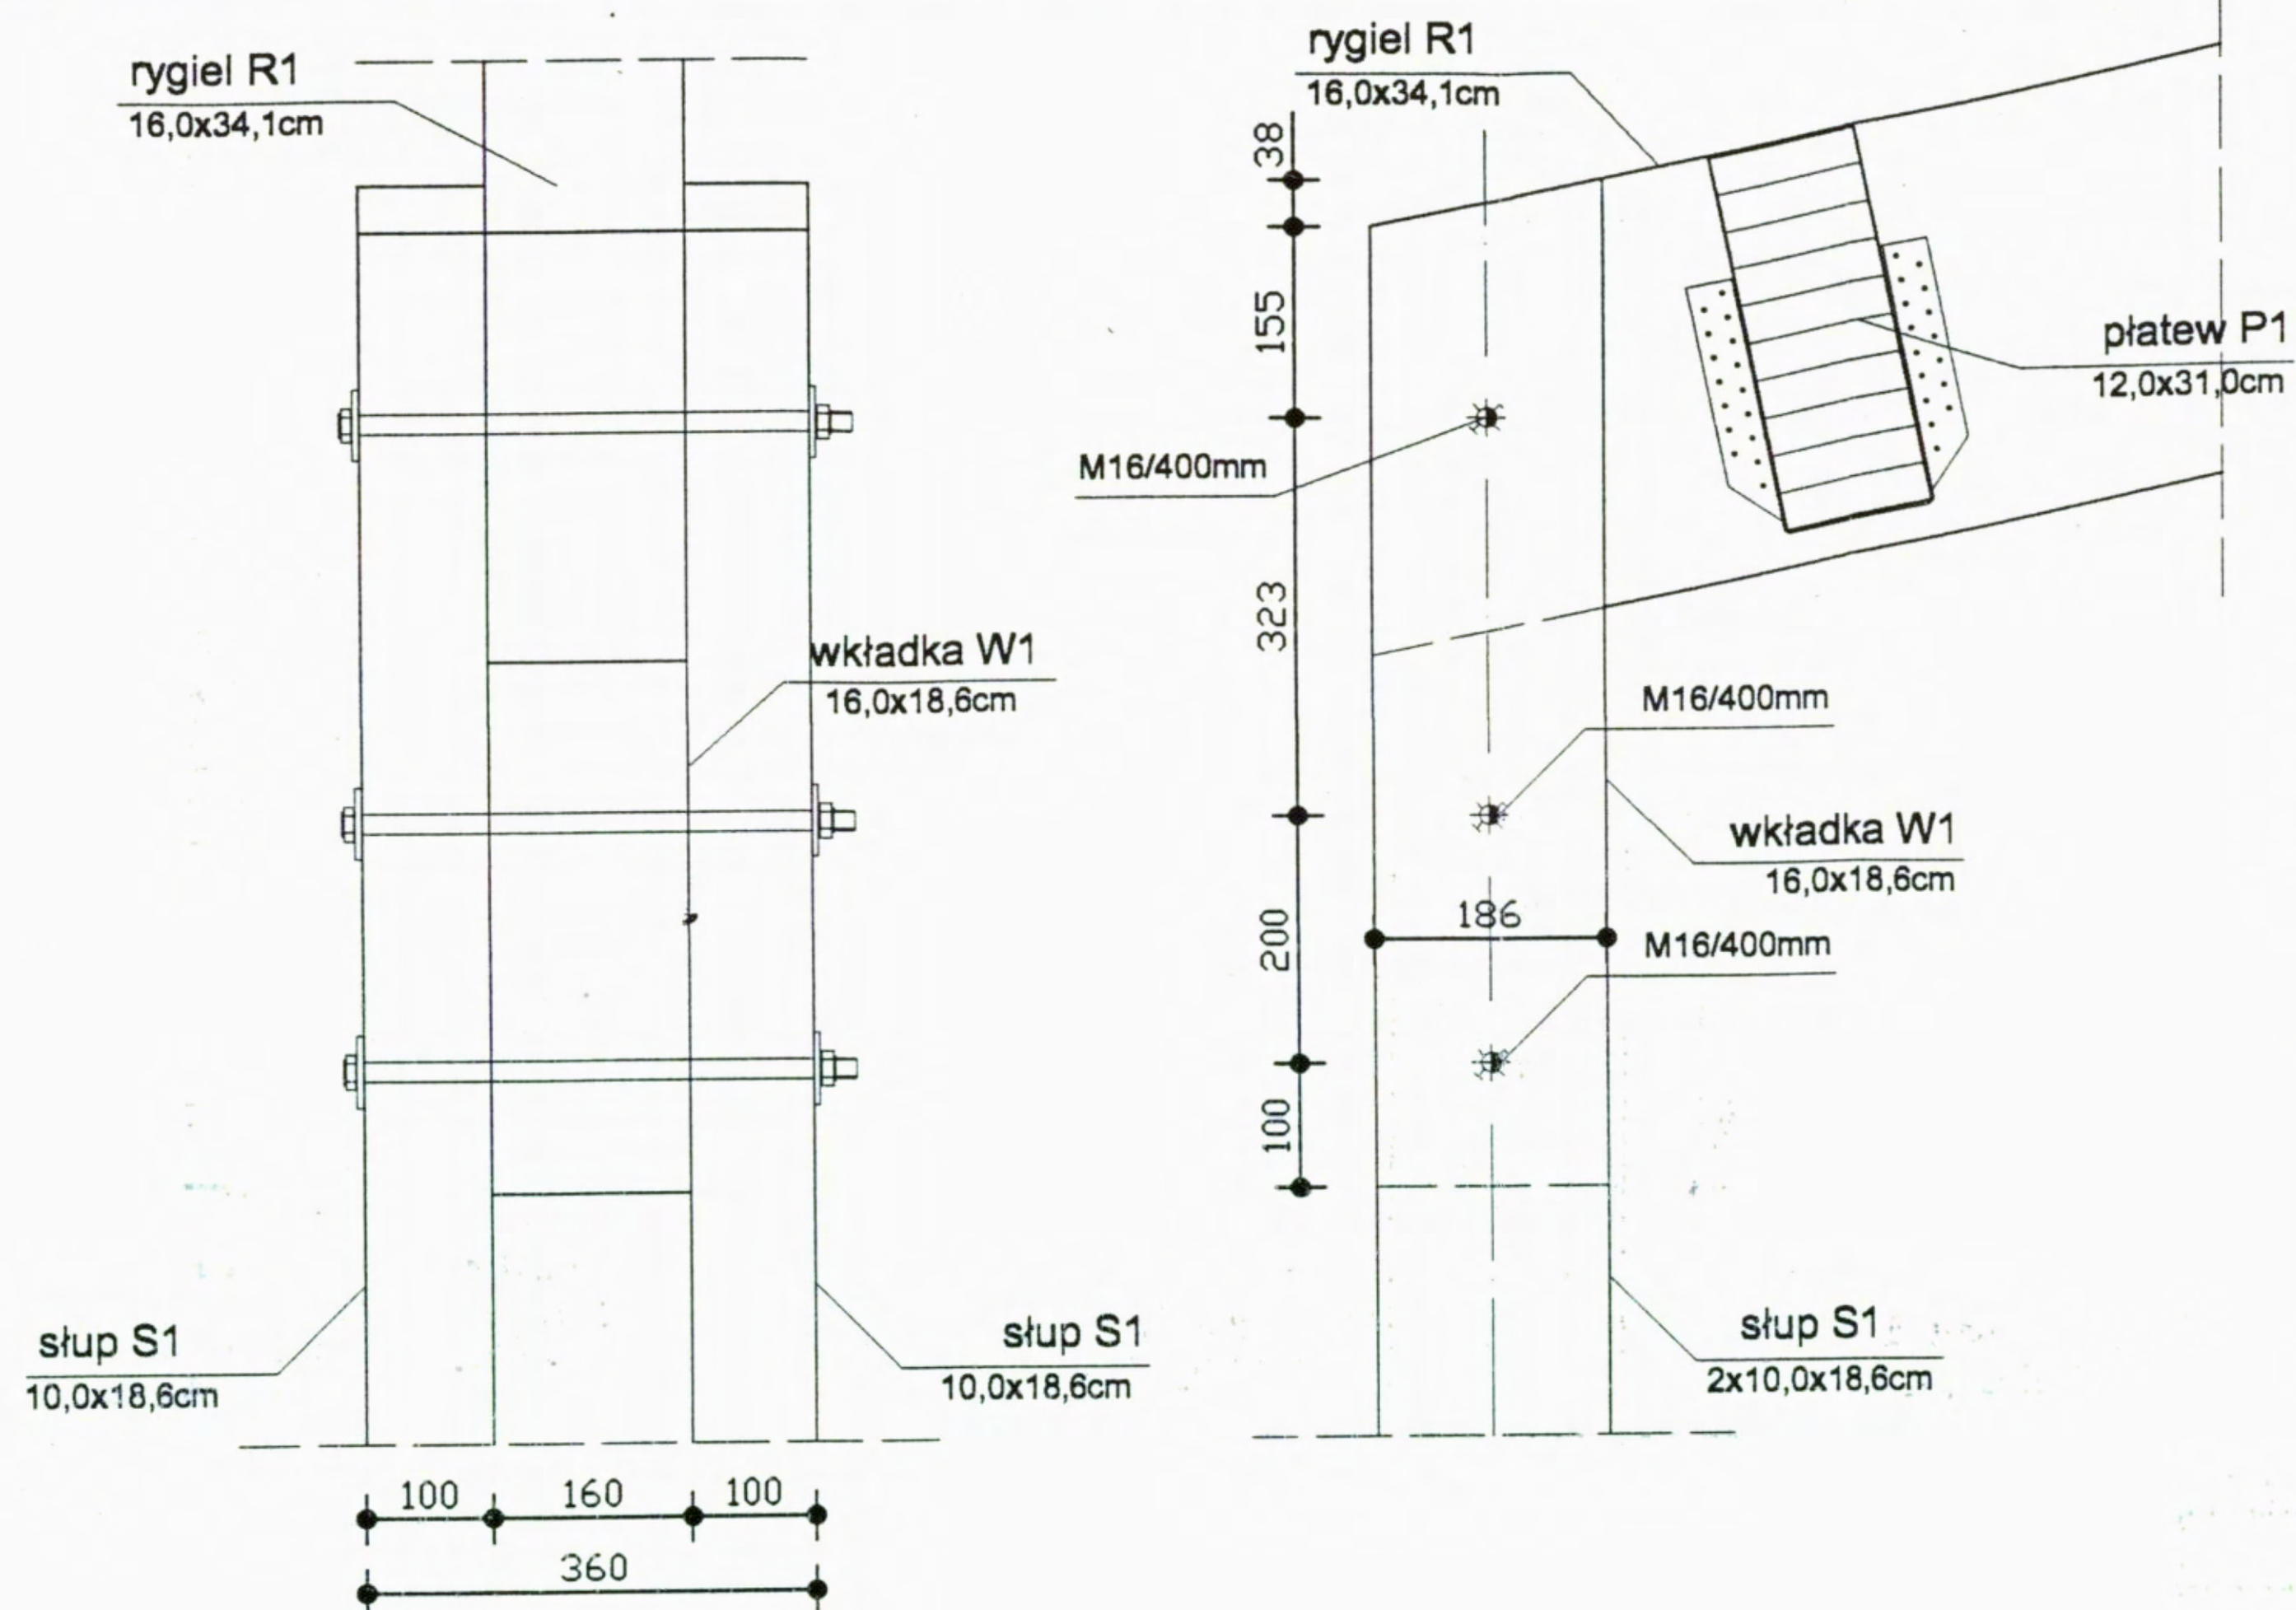 rygiel R1
16,0x34,1cm
wkładka W1
16,0x18,6cm
słup S1
10,0x18,6cm
słup S1
10,0x18,6cm
100
160
100
360
rygiel R1
16,0x34,1cm
38
155
323
200
100
M16/400mm
płatew P1
12,0x31,0cm
M16/400mm
wkładka W1
16,0x18,6cm
186
M16/400mm
słup S1
2x10,0x18,6cm